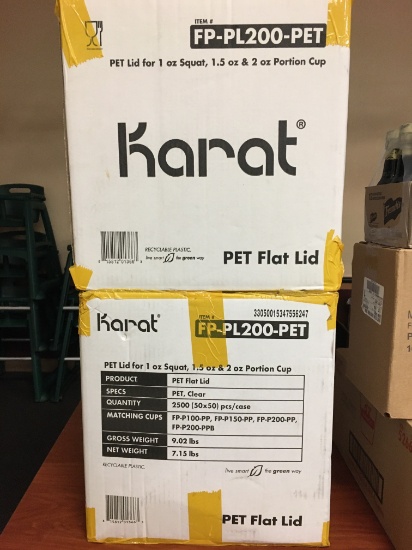 ITEM #
FP-PL200-PET
PET Lid for 1 oz Squat, 1.5 oz & 2 oz Portion Cup
Karat®
RECYCLABLE PLASTIC.
live smart the green way
PET Flat Lid
Karat®
33050015347556247
ITEM #
FP-PL200-PET
PET Lid for 1 oz Squat, 1.5 oz & 2 oz Portion Cup
PRODUCT PET Flat Lid
SPECS PET, Clear
QUANTITY 2500 (50x50) pcs/case
MATCHING CUPS FP-P100-PP, FP-P150-PP, FP-P200-PP,
FP-P200-PPB
GROSS WEIGHT 9.02 lbs
NET WEIGHT 7.15 lbs
RECYCLABLE PLASTIC.
live smart the green way
PET Flat Lid